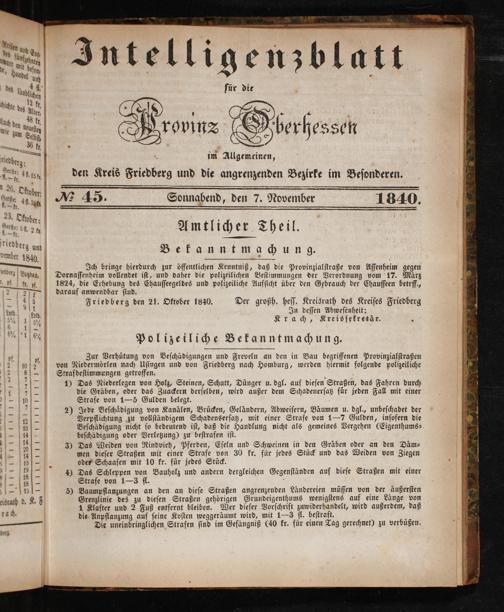 Intelligenzblatt
für die
Provinz Oberhessen
im Allgemeinen,
den Kreis Friedberg und die angrenzenden Bezirke im Besonderen.
№ 45. Sonnabend, den 7. November 1840.
Amtlicher Theil.
Bekanntmachung.
Ich bringe hierdurch zur öffentlichen Kenntniß, daß die Provinzialstraße von Assenheim gegen
Dornassenheim vollendet ist, und daher die polizeilichen Bestimmungen der Verordnung vom 17. März
1824, die Erhebung des Chausseegeldes und polizeiliche Aufsicht über den Gebrauch der Chausseen betreff.,
darauf anwendbar sind.
Friedberg den 21. Oktober 1840. Der großh. hess. Kreisrath des Kreises Friedberg
In dessen Abwesenheit;
Krach, Kreissekretär.
Polizeiliche Bekanntmachung.
Zur Verhütung von Beschädigungen und Freveln an den in Bau begriffenen Provinzialstraßen
von Niedermörlen nach Usingen und von Friedberg nach Homburg, werden hiermit folgende polizeiliche
Strafbestimmungen getroffen.
1) Das Niederlegen von Holz, Steinen, Schutt, Dünger u. dgl. auf diesen Straßen, das Fahren durch
die Gräben, oder das Zuackern derselben, wird außer dem Schadensersatz für jeden Fall mit einer
Strafe von 1—5 Gulden belegt.
2) Jede Beschädigung von Kanälen, Brücken, Geländern, Abweisern, Bäumen u. dgl., unbeschadet der
Verpflichtung zu vollständigem Schadensersatz, mit einer Strafe von 1—7 Gulden, insofern die
Beschädigung nicht so bedeutend ist, daß die Handlung nicht als gemeines Vergehen (Eigenthums-
beschädigung oder Verletzung) zu bestrafen ist.
3) Das Weiden von Rindvieh, Pferden, Eseln und Schweinen in den Gräben oder an den Däm-
men dieser Straßen mit einer Strafe von 30 kr. für jedes Stück und das Weiden von Ziegen
oder Schaafen mit 10 kr. für jedes Stück.
4) Das Schleppen von Bauholz und andern dergleichen Gegenständen auf diese Straßen mit einer
Strafe von 1—3 fl.
5) Baumpflanzungen an den an diese Straßen angrenzenden Ländereien müssen von der äußersten
Grenzlinie des zu diesen Straßen gehörigen Grundeigenthums wenigstens auf eine Länge von
1 Klafter und 2 Fuß entfernt bleiben. Wer dieser Vorschrift zuwiderhandelt, wird außerdem, daß
die Anpflanzung auf seine Kosten weggeräumt wird, mit 1—3 fl. bestraft.
Die uneinbringlichen Strafen sind im Gefängniß (40 kr. für einen Tag gerechnet) zu verbüßen.